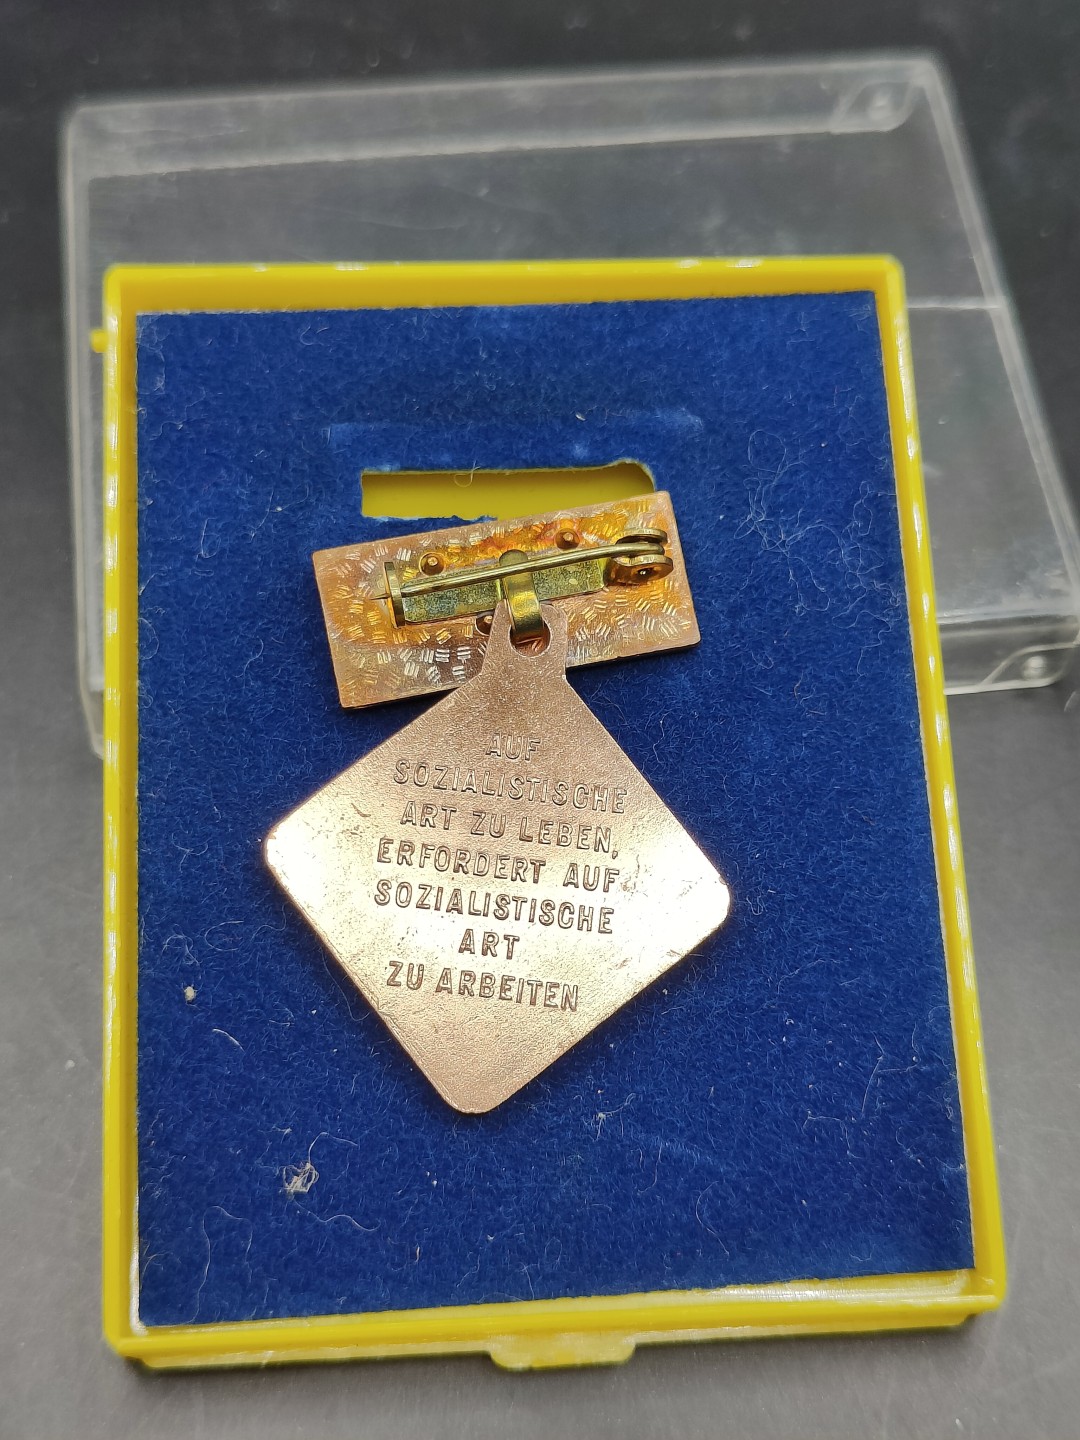 AUF
SOZIALISTISCHE
ART ZU LEBEN,
ERFORDERT AUF
SOZIALISTISCHE
ART
ZU ARBEITEN